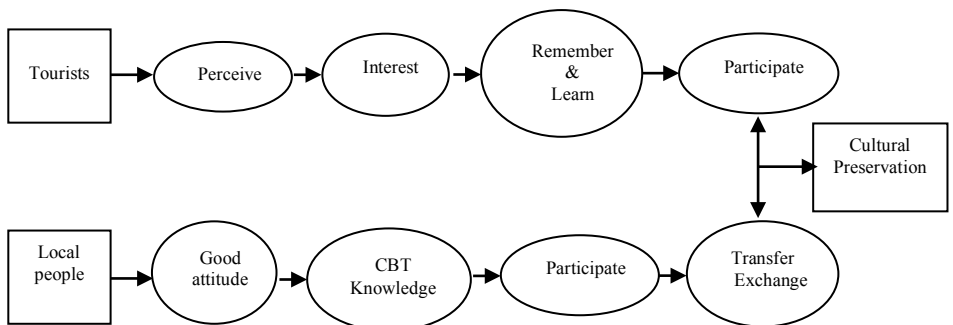 Tourists
Perceive
Interest
Remember
&
Learn
Participate
Cultural
Preservation
Local
people
Good
attitude
CBT
Knowledge
Participate
Transfer
Exchange